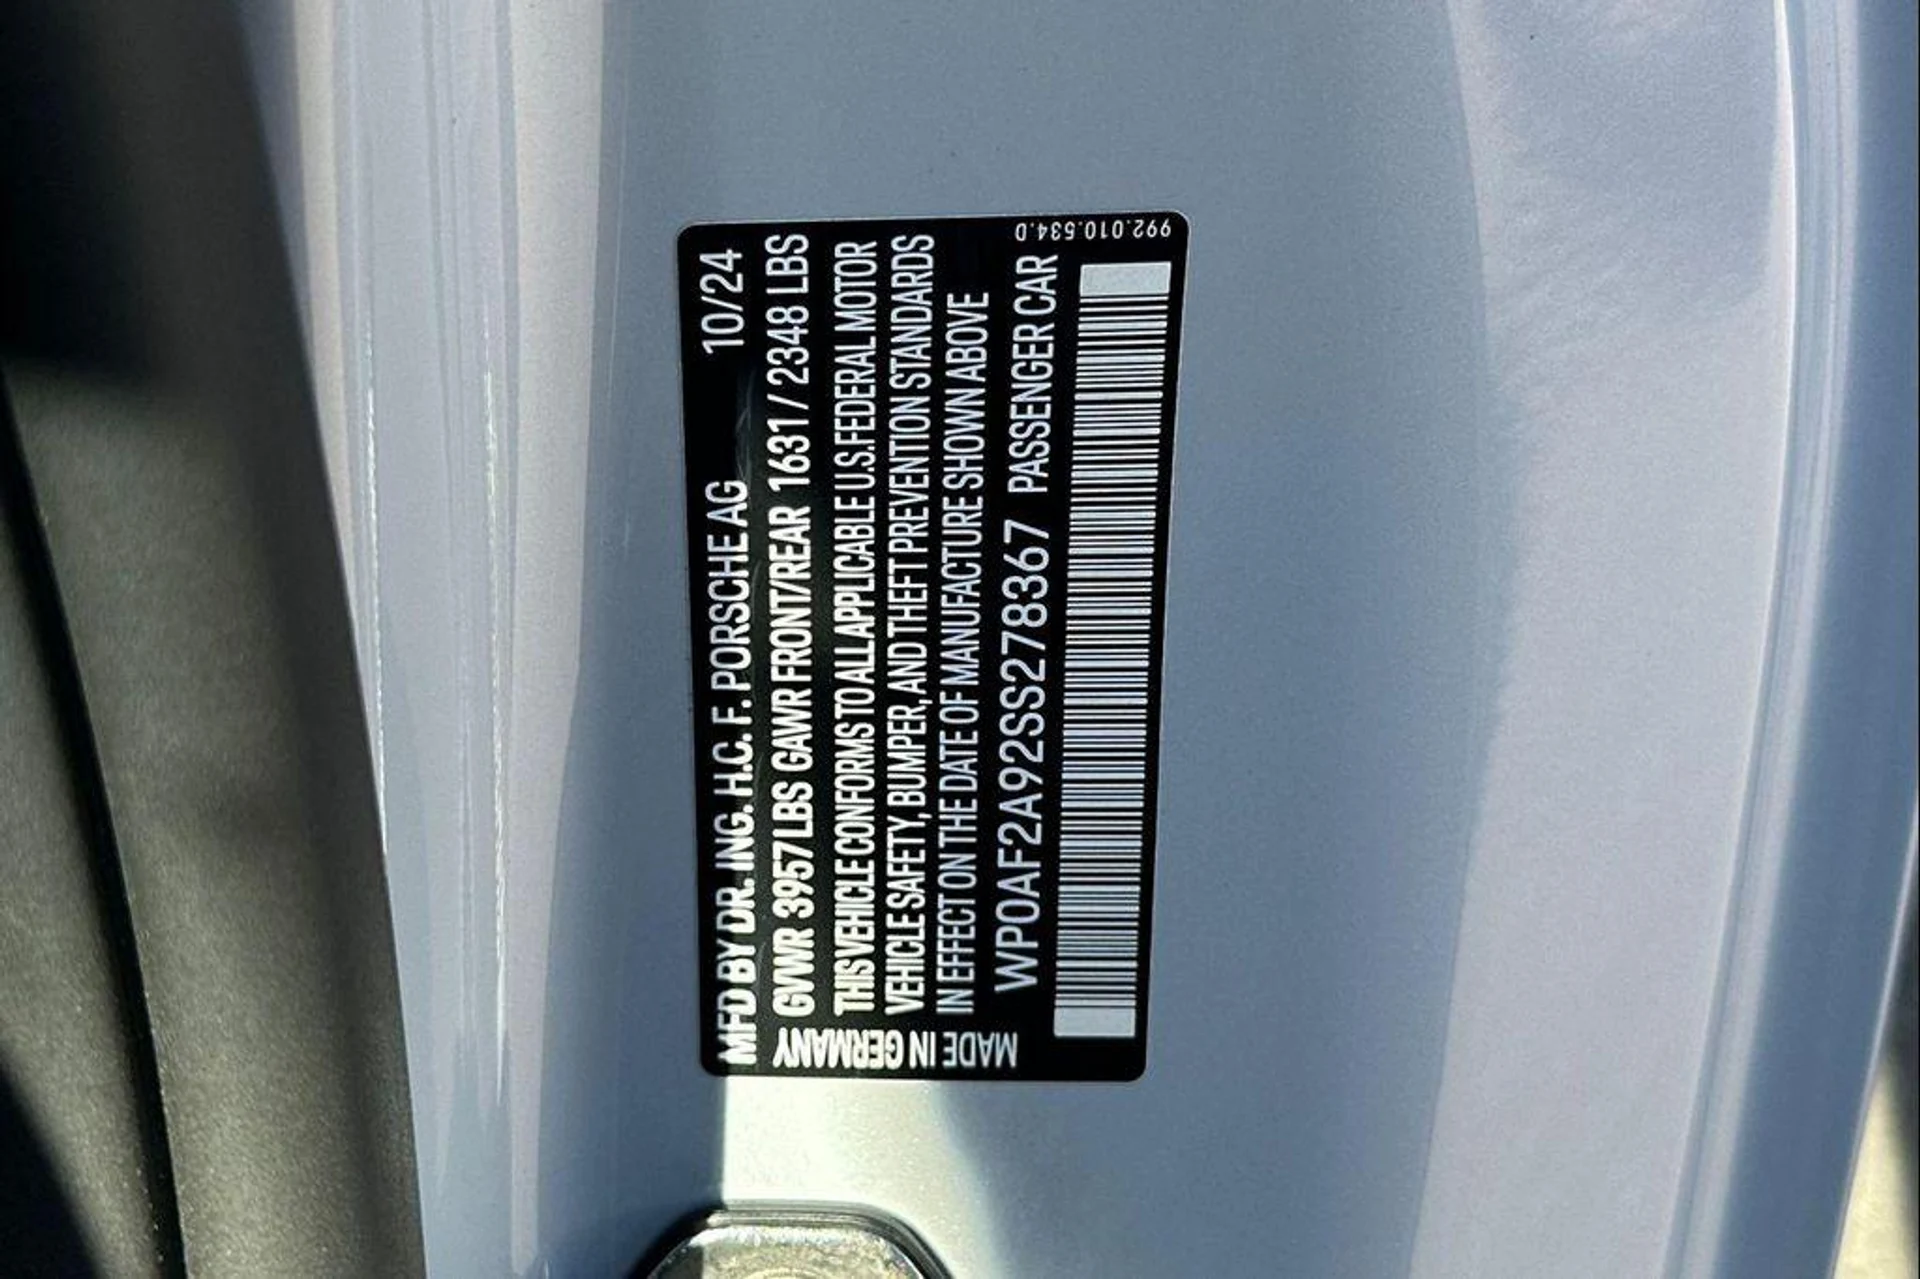 MFD BY DR. ING. H.C. F. PORSCHE AG 10/24
GVWR 3957LBS GAWR FRONT/REAR 1631 / 2348 LBS
THIS VEHICLE CONFORMS TO ALL APPLICABLE U.S. FEDERAL MOTOR
VEHICLE SAFETY, BUMPER, AND THEFT PREVENTION STANDARDS
IN EFFECT ON THE DATE OF MANUFACTURE SHOWN ABOVE
WP0AF2A92SS278367 PASSENGER CAR
MADE IN GERMANY
992.010.534.D